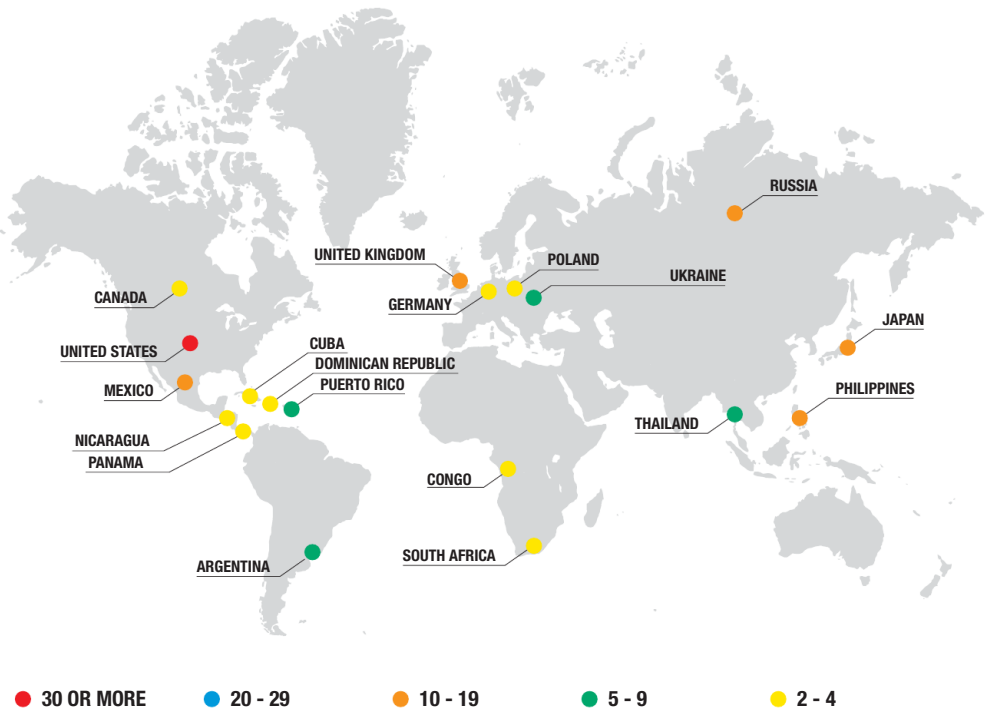 RUSSIA
UNITED KINGDOM
POLAND
UKRAINE
CANADA
GERMANY
JAPAN
UNITED STATES
CUBA
DOMINICAN REPUBLIC
MEXICO
PUERTO RICO
PHILIPPINES
THAILAND
NICARAGUA
PANAMA
CONGO
SOUTH AFRICA
ARGENTINA
30 OR MORE
20 - 29
10 - 19
5 - 9
2 - 4